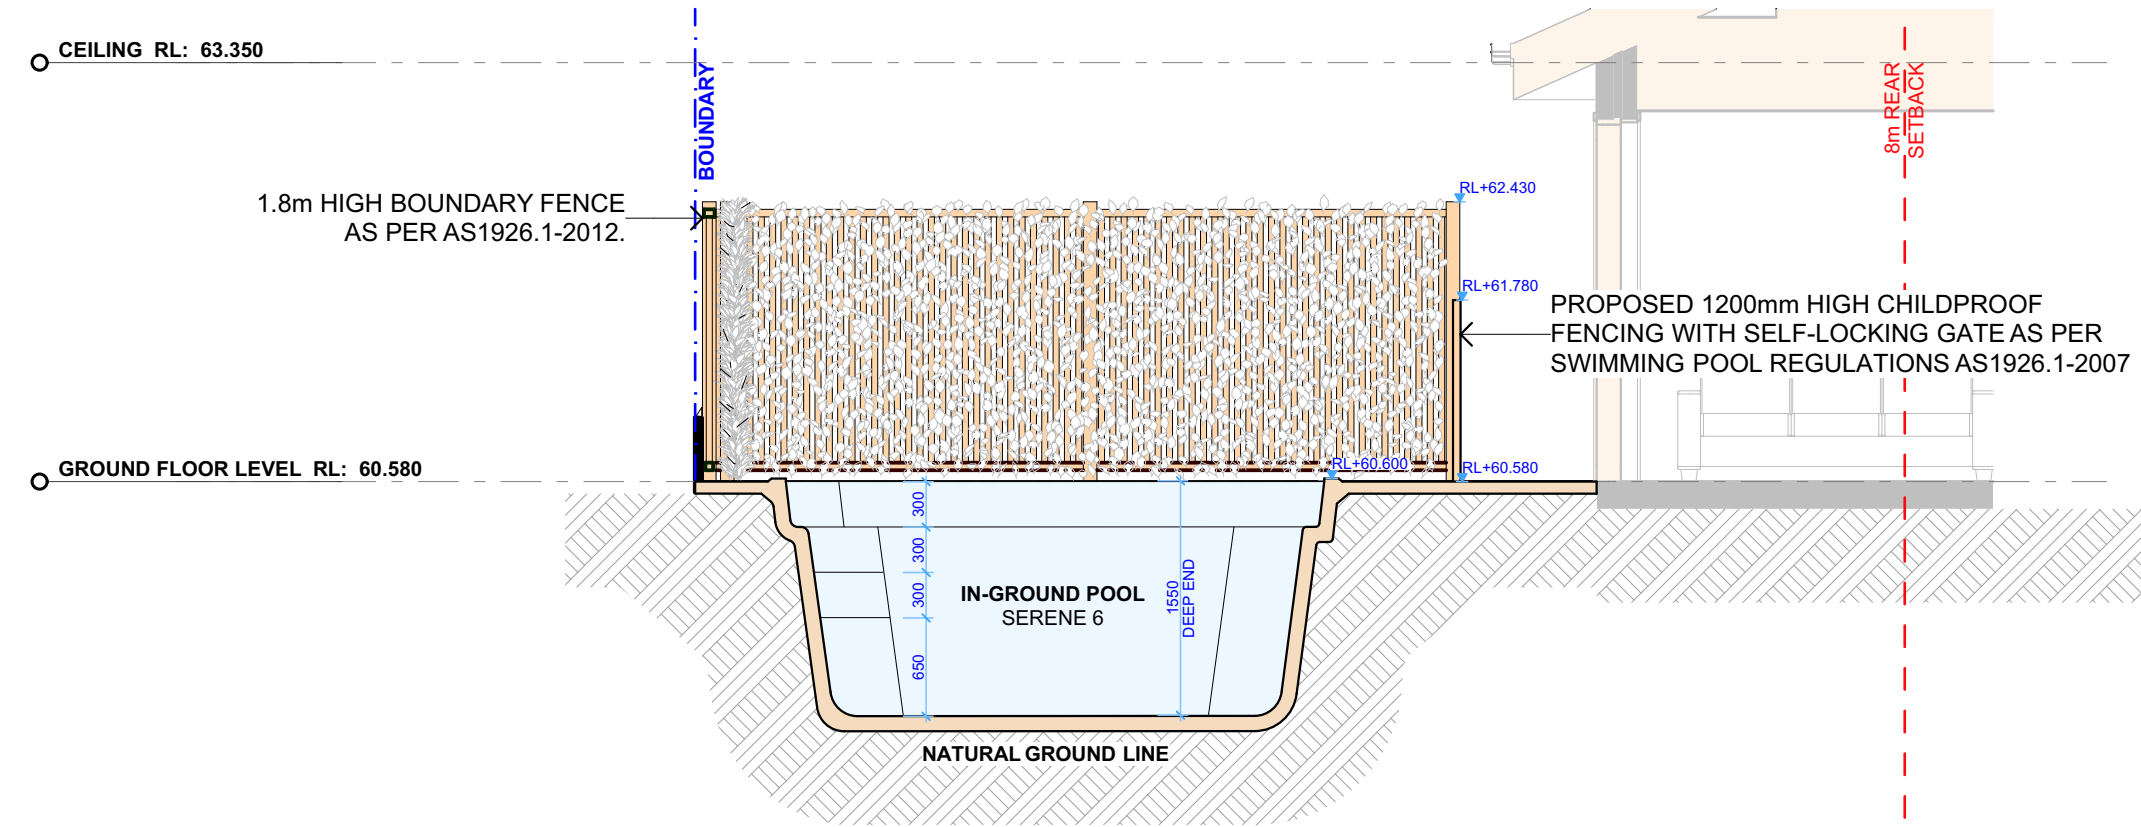 CEILING RL: 63.350
BOUNDARY
8m REAR
SETBACK
1.8m HIGH BOUNDARY FENCE
AS PER AS1926.1-2012.
RL+62.430
RL+61.780
PROPOSED 1200mm HIGH CHILDPROOF
FENCING WITH SELF-LOCKING GATE AS PER
SWIMMING POOL REGULATIONS AS1926.1-2007
GROUND FLOOR LEVEL RL: 60.580
RL+60.600
RL+60.580
300
300
300
650
IN-GROUND POOL
SERENE 6
1550
DEEP END
NATURAL GROUND LINE